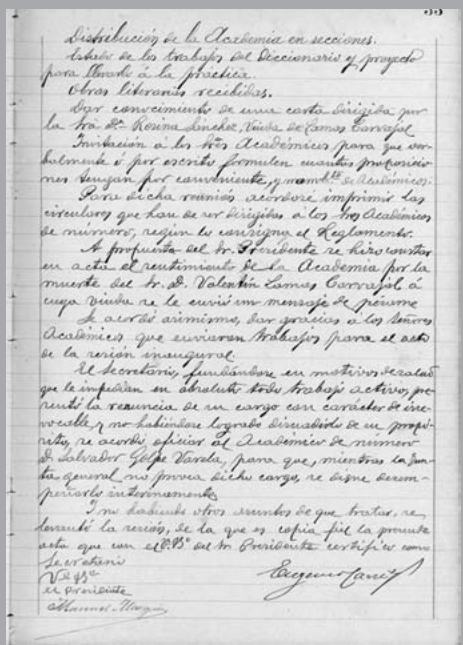 33
Distribución de la Academia en secciones.
Estado de los trabajos del Diccionario y proyecto
para llevarlo á la práctica.
Obras literarias recibidas.
Dar conocimiento de una carta dirigida por
la Sra. Dª. Rosina Sánchez, Viuda de Lamas Carvajal
Invitación á los Sres Académicos para que ver-
balmente ó por escrito formulen cuantas proposicio-
nes tengan por conveniente, y de Académicos.
Para dicha reunión acordose imprimir las
circulares que han de ser dirigidas á los Sres Académicos
de número, según lo consigna el Reglamento.
A propuesta del Sr. Presidente se hizo constar
en acta el sentimiento de la Academia por la
muerte del Sr. D. Valentín Lamas Carvajal á
cuya viuda se le envió un mensaje de pésame
Se acordó asimismo, dar gracias á los Señores
Académicos que enviaran trabajos para el acto
de la sesión inaugural.
El Secretario, fundándose en motivos de salud
que le impedían en absoluto todo trabajo activo, pre-
sentó la renuncia de su cargo con carácter de irre-
vocable, y no habiéndose logrado disuadirlo de su propó-
sito, se acordó oficiar al Académico de número
D. Salvador Golpe Varela, para que, mientras la Jun-
ta general no provea dicho cargo, se digne desem-
peñarlo interinamente.
Y no habiendo otros asuntos de que tratar, se
levantó la sesión, de la que es copia fiel la presente
acta que con el Vº. Bº. del Sr Presidente certifico como
Secretario
Vº Bº
El Presidente
Eugenio Carré
Manuel Murguía